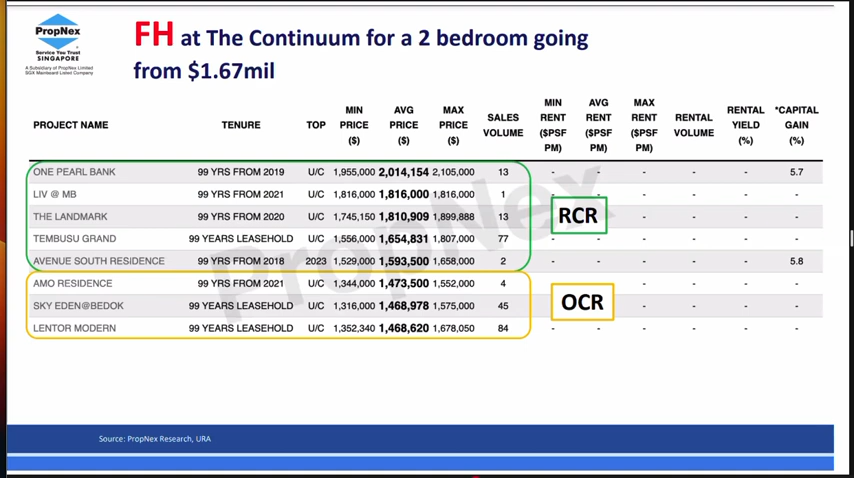 PropNex
Service You Trust
SINGAPORE
A Subsidiary of PropNex Limited
SGX Mainboard Listed Company
FH at The Continuum for a 2 bedroom going
from $1.67mil
PROJECT NAME TENURE TOP MIN PRICE ($) AVG PRICE ($) MAX PRICE ($) SALES VOLUME MIN RENT ($PSF PM) AVG RENT ($PSF PM) MAX RENT ($PSF PM) RENTAL VOLUME RENTAL YIELD (%) *CAPITAL GAIN (%)
ONE PEARL BANK 99 YRS FROM 2019 U/C 1,955,000 2,014,154 2,105,000 13 - - - - - 5.7
LIV @ MB 99 YRS FROM 2021 U/C 1,816,000 1,816,000 1,816,000 1 - - - - - -
THE LANDMARK 99 YRS FROM 2020 U/C 1,745,150 1,810,909 1,899,888 13 - - - - -
TEMBUSU GRAND 99 YEARS LEASEHOLD U/C 1,556,000 1,654,831 1,807,000 77 - - - - - -
AVENUE SOUTH RESIDENCE 99 YRS FROM 2018 2023 1,529,000 1,593,500 1,658,000 2 - - - - - 5.8
AMO RESIDENCE 99 YRS FROM 2021 U/C 1,344,000 1,473,500 1,552,000 4 - - - - - -
SKY EDEN@BEDOK 99 YEARS LEASEHOLD U/C 1,316,000 1,468,978 1,575,000 45 - - - -
LENTOR MODERN 99 YEARS LEASEHOLD U/C 1,352,340 1,468,620 1,678,050 84 - - - - - -
RCR
OCR
PropNex
Source: PropNex Research, URA